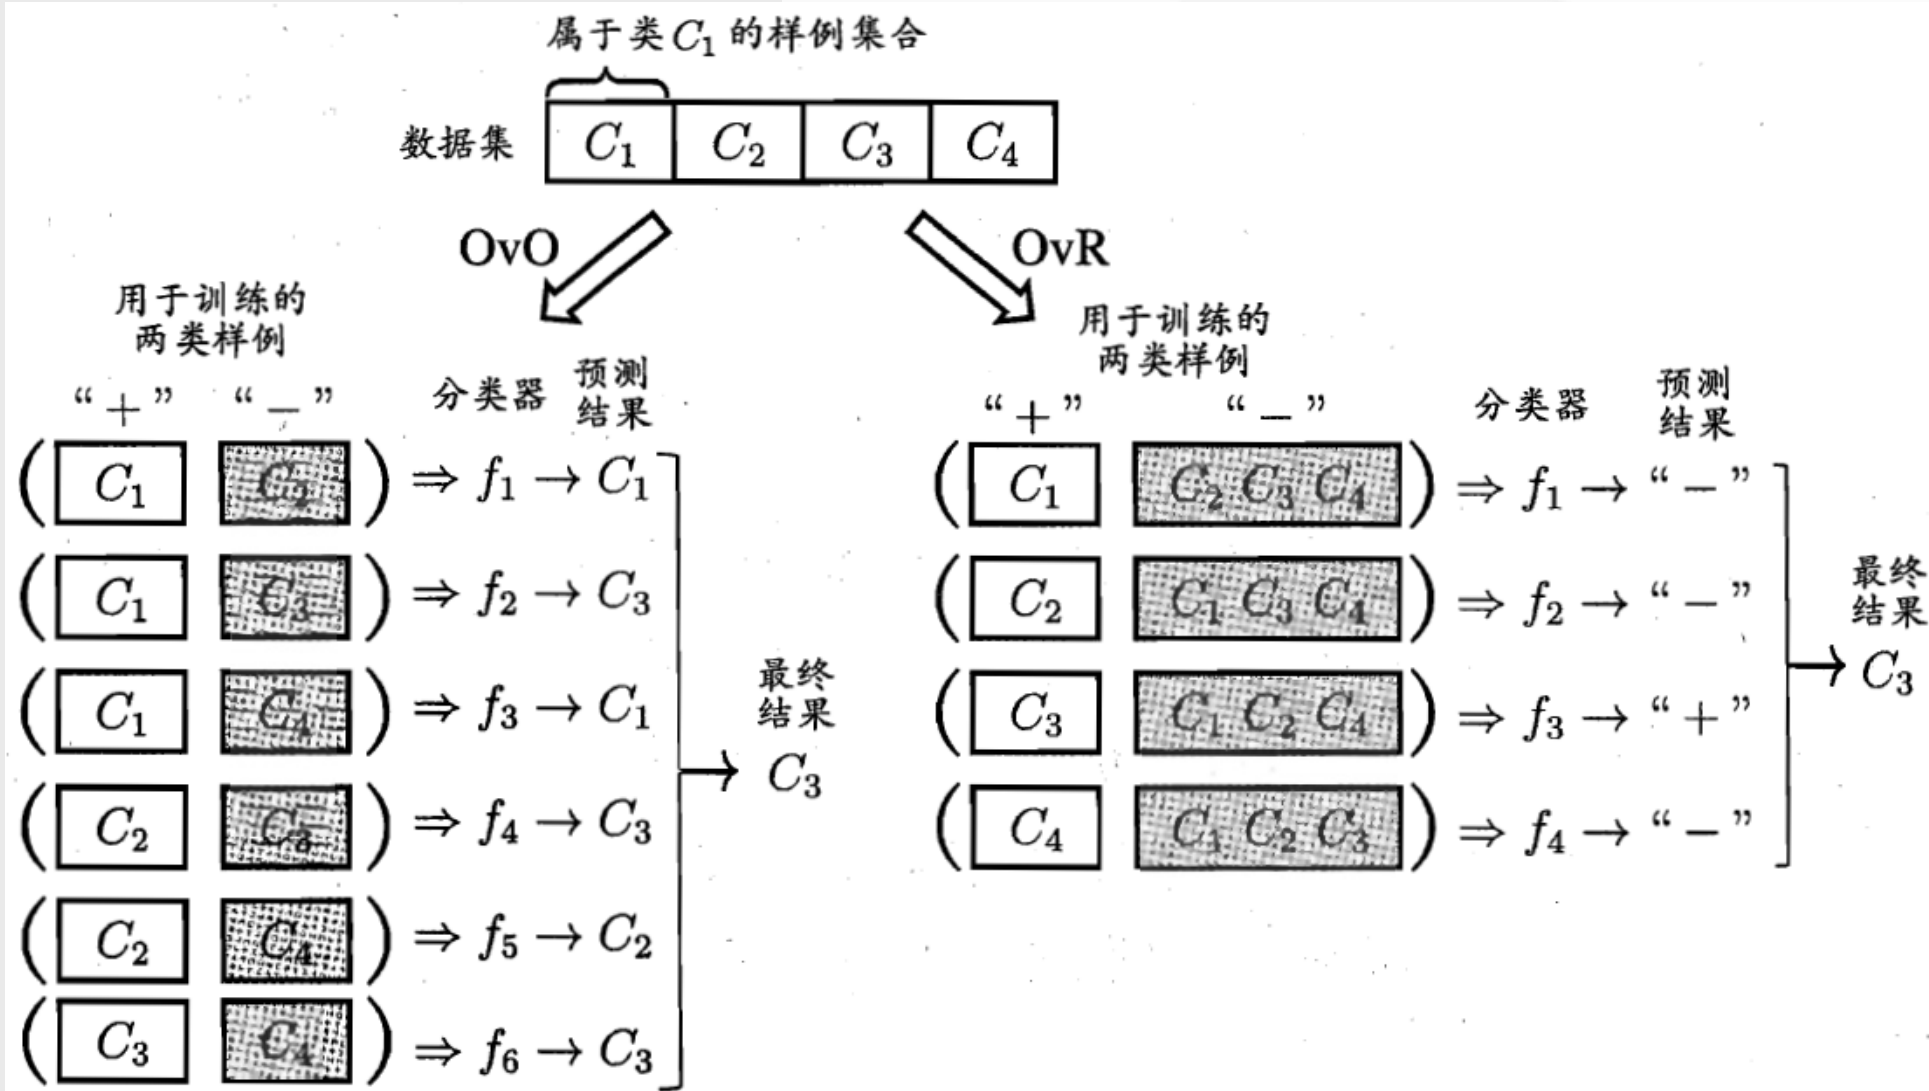 属于类 C₁ 的样例集合
数据集 C₁ C₂ C₃ C₄
OvO
用于训练的
两类样例
“+” “−” 分类器 预测结果
( C₁ C₂ ) ⇒ f₁ → C₁
( C₁ C₃ ) ⇒ f₂ → C₃
( C₁ C₄ ) ⇒ f₃ → C₁
( C₂ C₃ ) ⇒ f₄ → C₃
( C₂ C₄ ) ⇒ f₅ → C₂
( C₃ C₄ ) ⇒ f₆ → C₃
最终
结果
C₃
OvR
用于训练的
两类样例
“+” “−” 分类器 预测结果
( C₁ C₂ C₃ C₄ ) ⇒ f₁ → “−”
( C₂ C₁ C₃ C₄ ) ⇒ f₂ → “−”
( C₃ C₁ C₂ C₄ ) ⇒ f₃ → “+”
( C₄ C₁ C₂ C₃ ) ⇒ f₄ → “−”
最终
结果
C₃